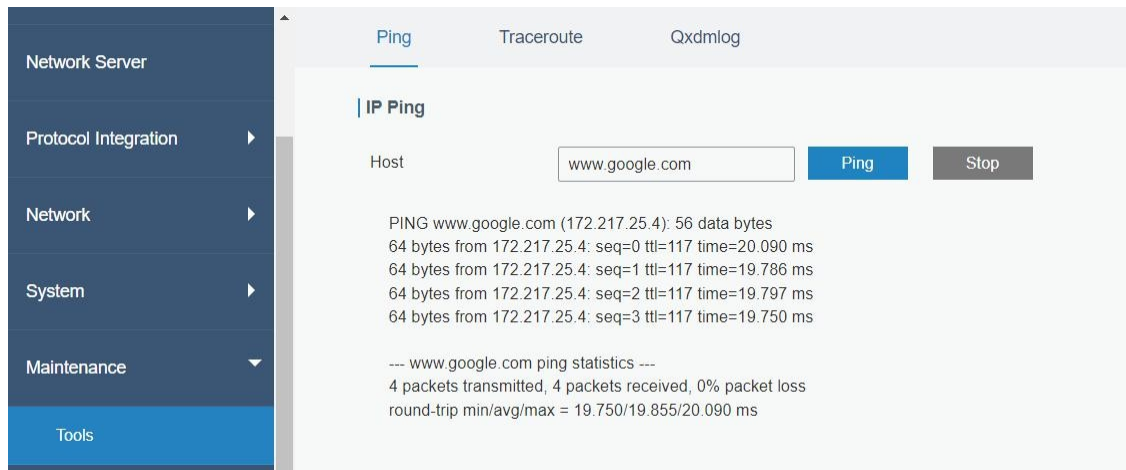 Network Server
Protocol Integration
Network
System
Maintenance
Tools
Ping Traceroute Qxdmlog
IP Ping
Host www.google.com Ping Stop
PING www.google.com (172.217.25.4): 56 data bytes
64 bytes from 172.217.25.4: seq=0 ttl=117 time=20.090 ms
64 bytes from 172.217.25.4: seq=1 ttl=117 time=19.786 ms
64 bytes from 172.217.25.4: seq=2 ttl=117 time=19.797 ms
64 bytes from 172.217.25.4: seq=3 ttl=117 time=19.750 ms
--- www.google.com ping statistics ---
4 packets transmitted, 4 packets received, 0% packet loss
round-trip min/avg/max = 19.750/19.855/20.090 ms